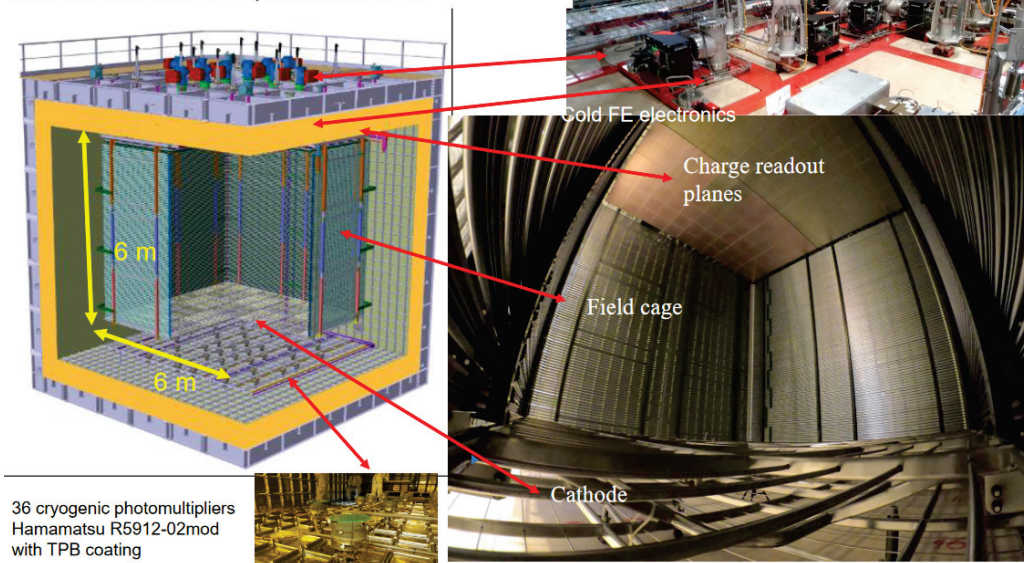 Cold FE electronics
Charge readout
planes
6 m
Field cage
6 m
Cathode
36 cryogenic photomultipliers
Hamamatsu R5912-02mod
with TPB coating